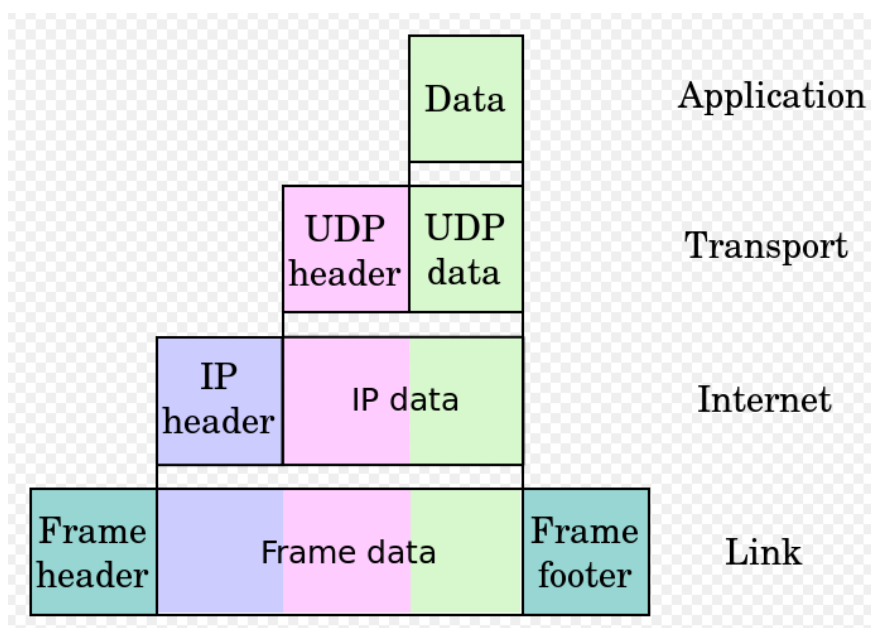 Data
Application
UDP
header
UDP
data
Transport
IP
header
IP data
Internet
Frame
header
Frame data
Frame
footer
Link